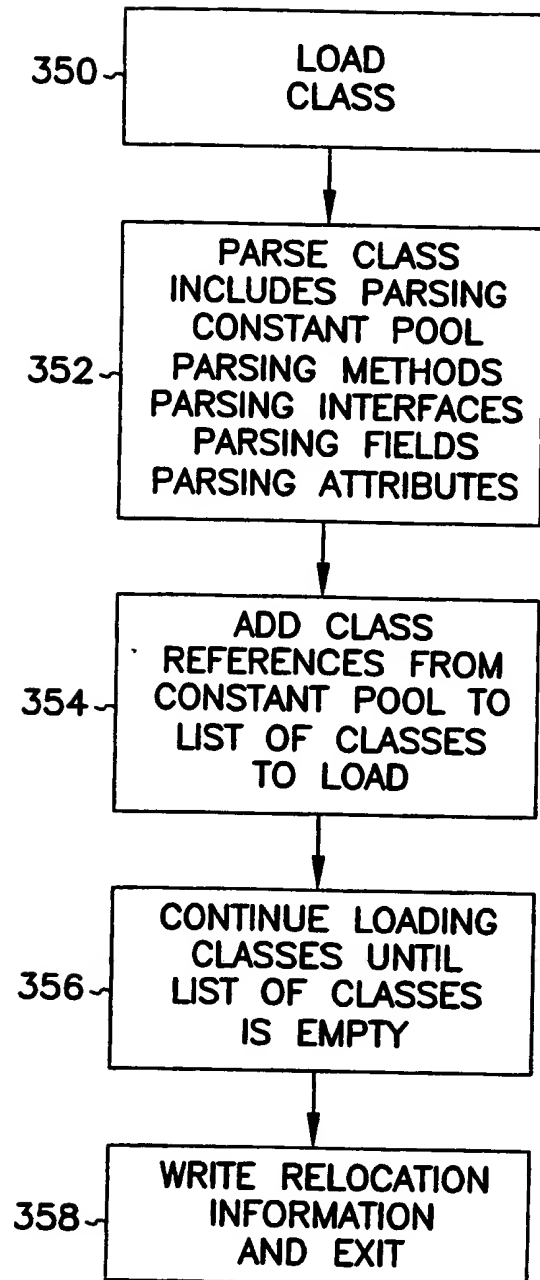 350
LOAD
CLASS
352
PARSE CLASS
INCLUDES PARSING
CONSTANT POOL
PARSING METHODS
PARSING INTERFACES
PARSING FIELDS
PARSING ATTRIBUTES
354
ADD CLASS
REFERENCES FROM
CONSTANT POOL TO
LIST OF CLASSES
TO LOAD
356
CONTINUE LOADING
CLASSES UNTIL
LIST OF CLASSES
IS EMPTY
358
WRITE RELOCATION
INFORMATION
AND EXIT